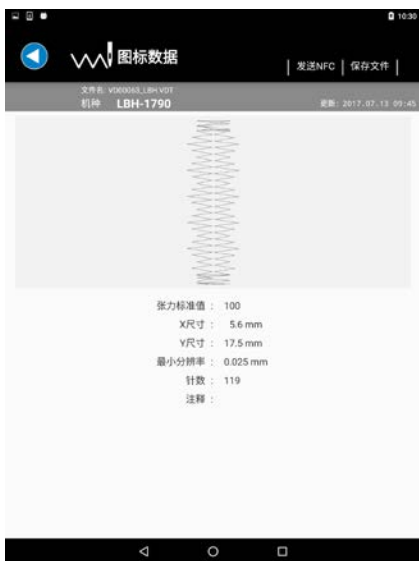 10:30
图标数据
发送NFC
保存文件
文件名: VD00063_LBH.VDT
机种 LBH-1790
更新: 2017.07.13 09:45
张力标准值 : 100
X尺寸 : 5.6 mm
Y尺寸 : 17.5 mm
最小分辨率 : 0.025 mm
针数 : 119
注释 :